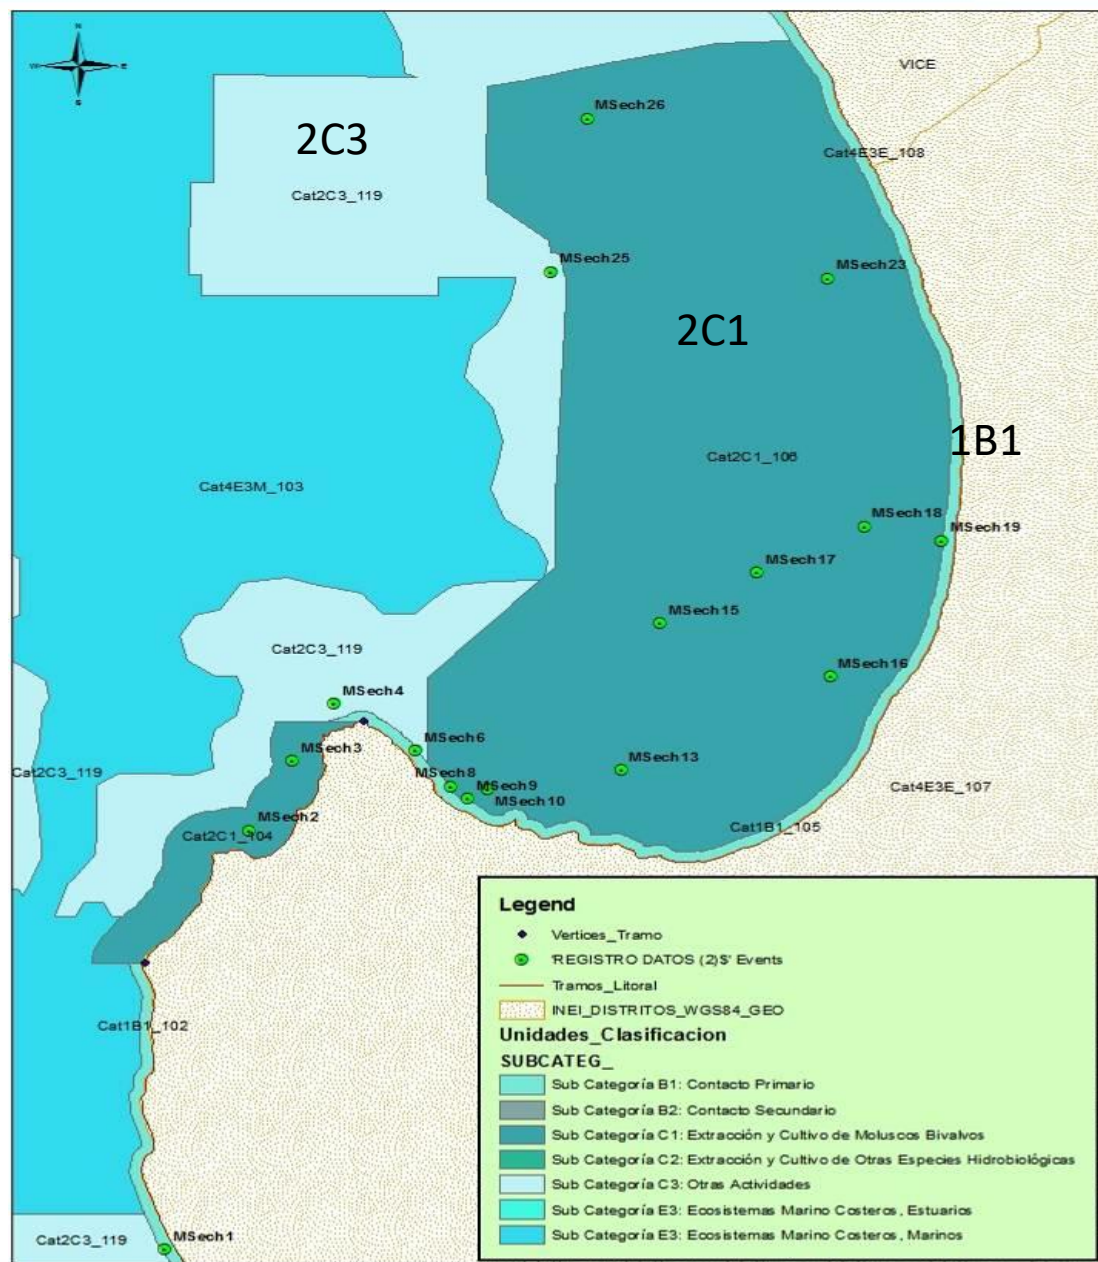 N
W E
S
VICE
MSech26
2C3
Cat4E3E_108
Cat2C3_119
MSech25
MSech23
2C1
1B1
Cat2C1_106
Cat4E3M_103
MSech18
MSech19
MSech17
MSech15
Cat2C3_119
MSech16
MSech4
MSech6
MSech3
MSech13
Cat2C3_119
MSech8
MSech9
Cat4E3E_107
MSech10
MSech2
Cat2C1_104
Cat1B1_105
Legend
Vertices_Tramo
'REGISTRO DATOS (2)$' Events
Tramos_Litoral
INEI_DISTRITOS_WGS84_GEO
Cat1B1_102
Unidades_Clasificacion
SUBCATEG_
Sub Categoría B1: Contacto Primario
Sub Categoría B2: Contacto Secundario
Sub Categoría C1: Extracción y Cultivo de Moluscos Bivalvos
Sub Categoría C2: Extracción y Cultivo de Otras Especies Hidrobiológicas
Sub Categoría C3: Otras Actividades
Sub Categoría E3: Ecosistemas Marino Costeros, Estuarios
Sub Categoría E3: Ecosistemas Marino Costeros, Marinos
Cat2C3_119
MSech1